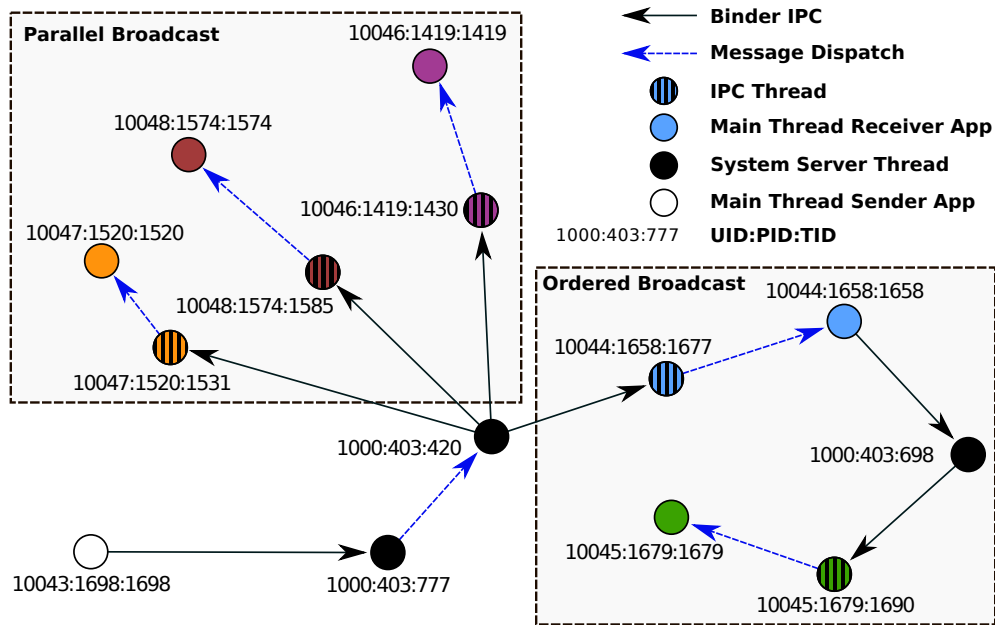 Parallel Broadcast
10046:1419:1419
10048:1574:1574
10046:1419:1430
10047:1520:1520
10048:1574:1585
10047:1520:1531
Binder IPC
Message Dispatch
IPC Thread
Main Thread Receiver App
System Server Thread
Main Thread Sender App
1000:403:777 UID:PID:TID
Ordered Broadcast
10044:1658:1658
10044:1658:1677
1000:403:420
1000:403:698
10045:1679:1679
10043:1698:1698
1000:403:777
10045:1679:1690